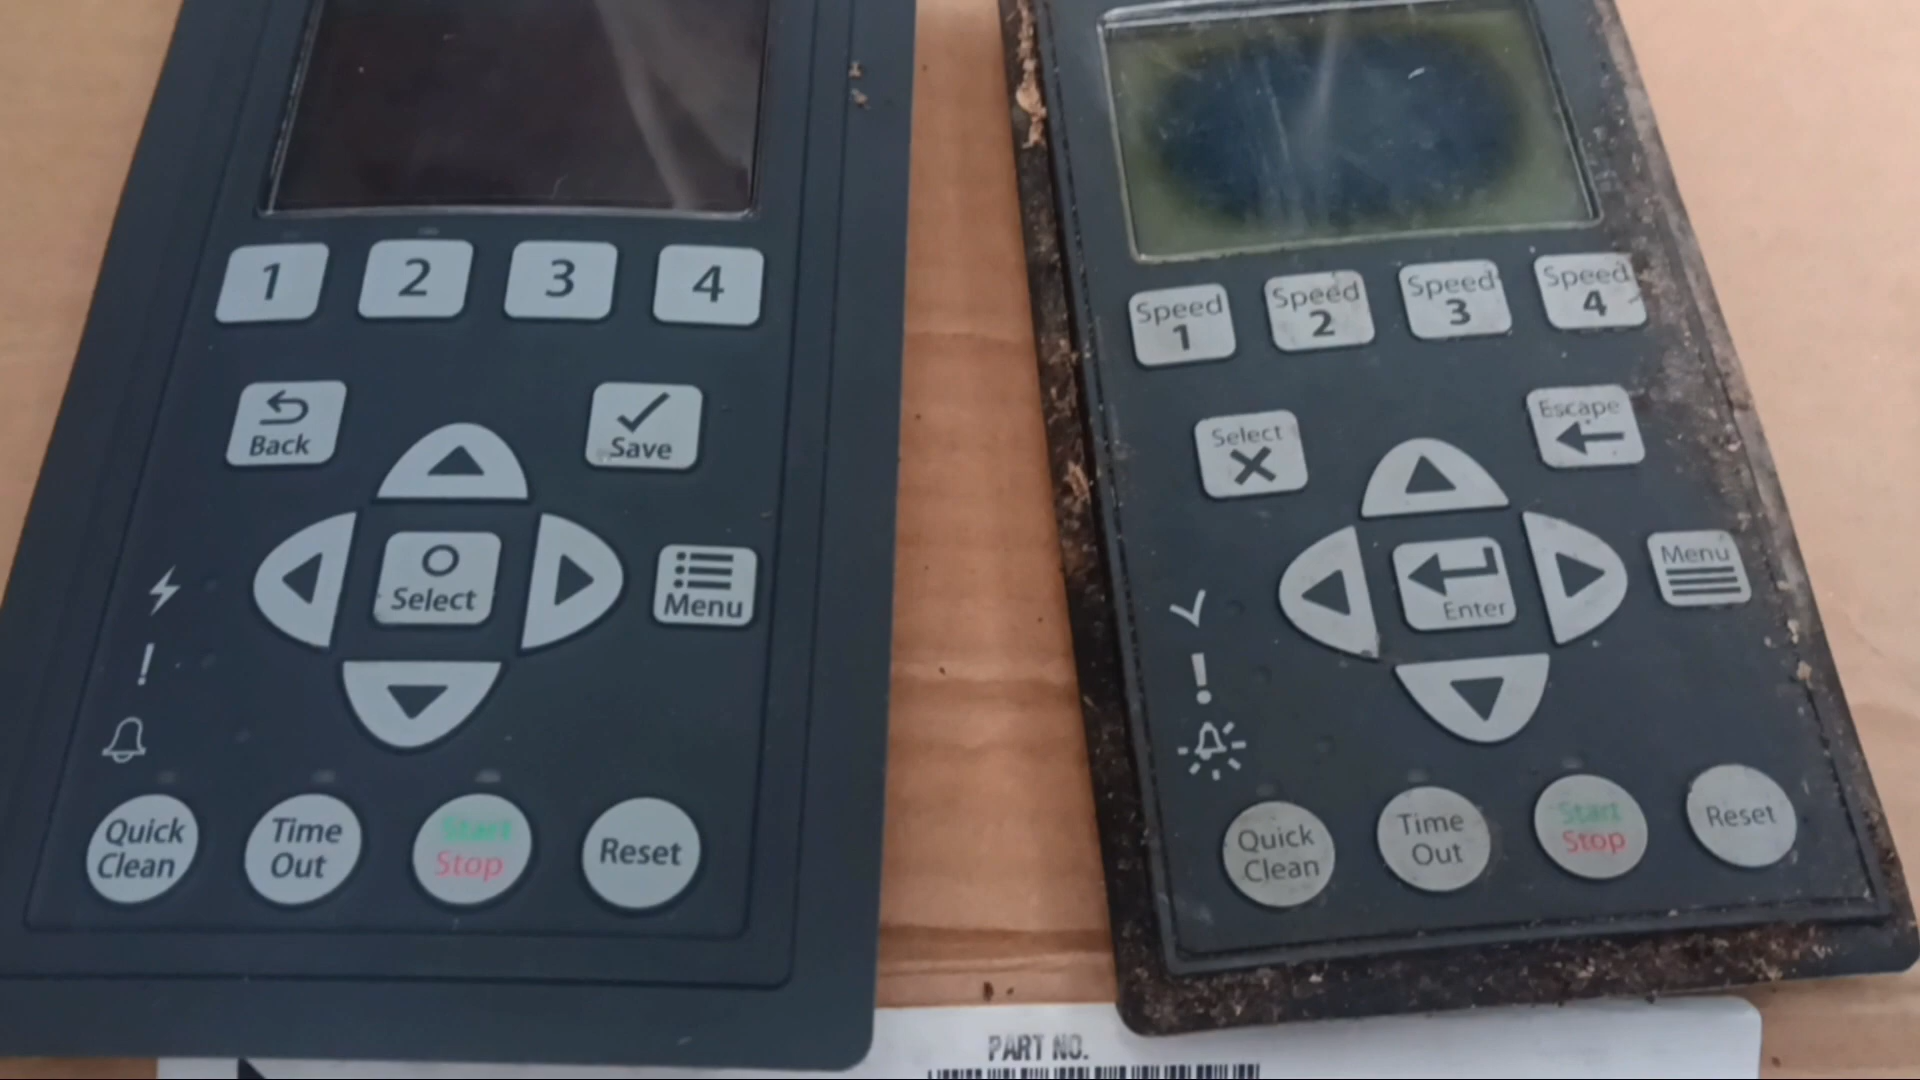 1 2 3 4
Back
Save
Select
Menu
Quick
Clean
Time
Out
Start
Stop
Reset
Speed
1
Speed
2
Speed
3
Speed
4
Select
Escape
Enter
Menu
Quick
Clean
Time
Out
Start
Stop
Reset
PART NO.